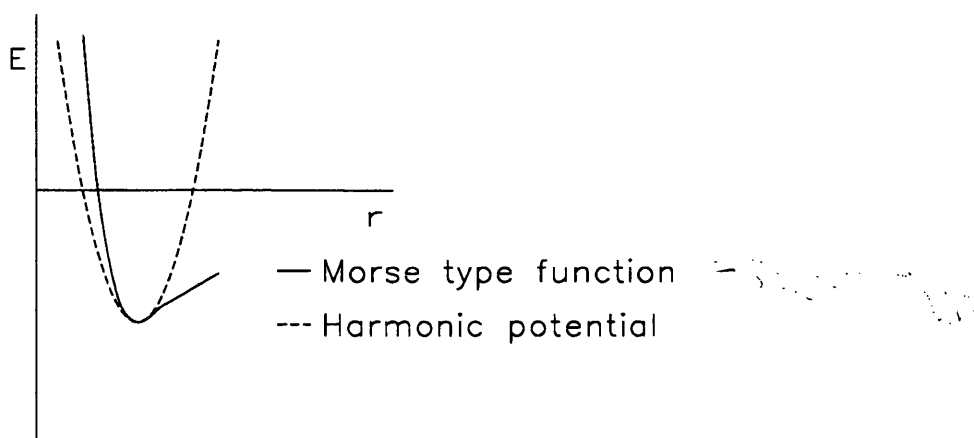 E
r
— Morse type function
--- Harmonic potential